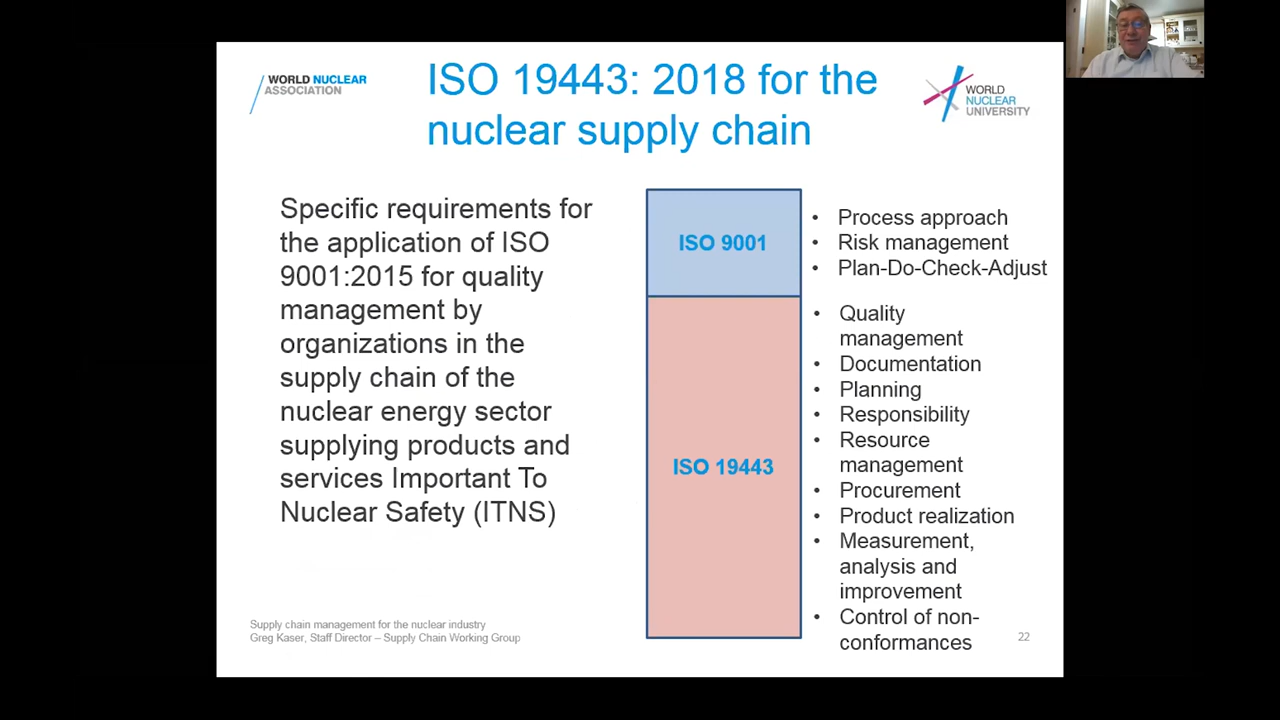 WORLD NUCLEAR
ASSOCIATION
ISO 19443: 2018 for the
nuclear supply chain
WORLD
NUCLEAR
UNIVERSITY
Specific requirements for
the application of ISO
9001:2015 for quality
management by
organizations in the
supply chain of the
nuclear energy sector
supplying products and
services Important To
Nuclear Safety (ITNS)
ISO 9001
• Process approach
• Risk management
• Plan-Do-Check-Adjust
ISO 19443
• Quality
management
• Documentation
• Planning
• Responsibility
• Resource
management
• Procurement
• Product realization
• Measurement,
analysis and
improvement
• Control of non-
conformances
Supply chain management for the nuclear industry
Greg Kaser, Staff Director – Supply Chain Working Group
22